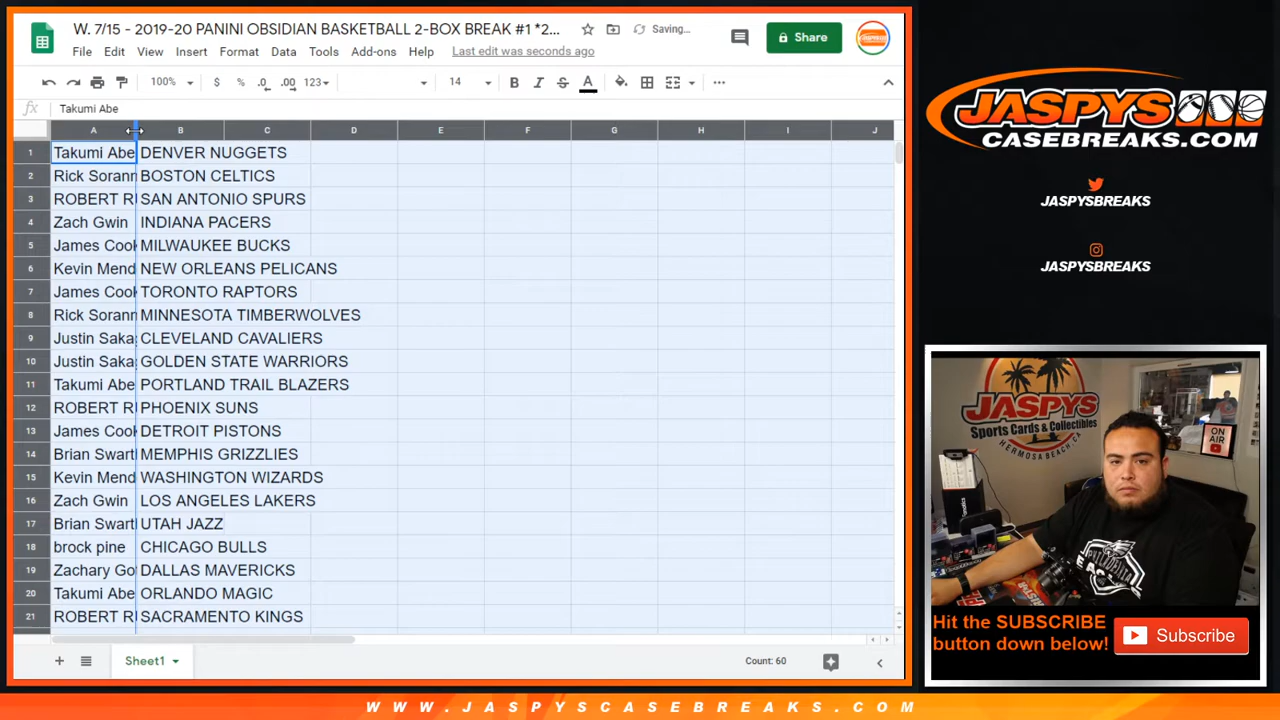 W. 7/15 - 2019-20 PANINI OBSIDIAN BASKETBALL 2-BOX BREAK #1 *2... Saving... Share
File Edit View Insert Format Data Tools Add-ons Help Last edit was seconds ago
100% $ % .0 .00 123 14 B I S A ...
fx Takumi Abe
A B C D E F G H I J
1 Takumi Abe DENVER NUGGETS
2 Rick Sorann BOSTON CELTICS
3 ROBERT R SAN ANTONIO SPURS
4 Zach Gwin INDIANA PACERS
5 James Cook MILWAUKEE BUCKS
6 Kevin Mend NEW ORLEANS PELICANS
7 James Cook TORONTO RAPTORS
8 Rick Sorann MINNESOTA TIMBERWOLVES
9 Justin Saka CLEVELAND CAVALIERS
10 Justin Saka GOLDEN STATE WARRIORS
11 Takumi Abe PORTLAND TRAIL BLAZERS
12 ROBERT R PHOENIX SUNS
13 James Cook DETROIT PISTONS
14 Brian Swart MEMPHIS GRIZZLIES
15 Kevin Mend WASHINGTON WIZARDS
16 Zach Gwin LOS ANGELES LAKERS
17 Brian Swart UTAH JAZZ
18 brock pine CHICAGO BULLS
19 Zachary Go DALLAS MAVERICKS
20 Takumi Abe ORLANDO MAGIC
21 ROBERT R SACRAMENTO KINGS
Sheet1 Count: 60
JASPYS
CASEBREAKS.COM
JASPYSBREAKS
JASPYSBREAKS
JASPYS
Sports Cards & Collectibles
HERMOSA BEACH, CA
ON AIR
Hit the SUBSCRIBE
button down below!
Subscribe
WWW.JASPYSCASEBREAKS.COM